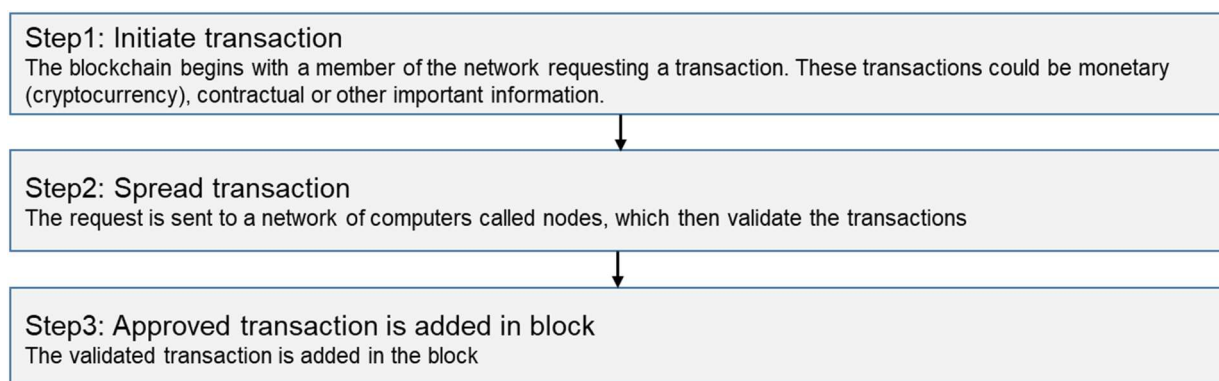 Step1: Initiate transaction
The blockchain begins with a member of the network requesting a transaction. These transactions could be monetary
(cryptocurrency), contractual or other important information.
Step2: Spread transaction
The request is sent to a network of computers called nodes, which then validate the transactions
Step3: Approved transaction is added in block
The validated transaction is added in the block